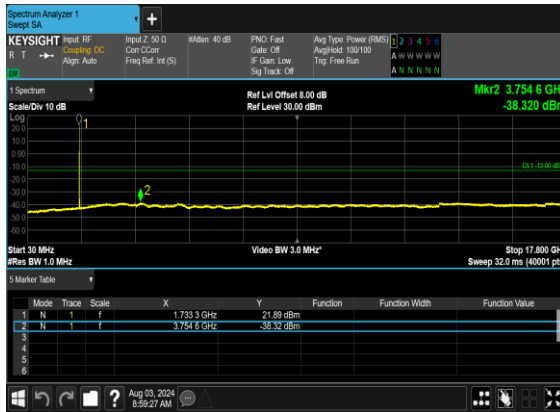 Spectrum Analyzer 1
Swept SA
+
KEYSIGHT Input: RF Input Z: 50 Ω #Atten: 40 dB PNO: Fast Avg Type: Power (RMS) 1 2 3 4 5 6
R T Coupling: DC Corr CCorr Gate: Off Avg|Hold: 100/100 A W W W W W
Align: Auto Freq Ref: Int (S) IF Gain: Low Trig: Free Run
LXI Sig Track: Off A N N N N N
1 Spectrum Ref Lvl Offset 8.00 dB Mkr2 3.754 6 GHz
Scale/Div 10 dB Ref Level 30.00 dBm -38.320 dBm
Log
20.0
1
10.0
0.00
-10.0
DL1 -13.00 dB
-20.0
-30.0
2
-40.0
-50.0
-60.0
Start 30 MHz Video BW 3.0 MHz* Stop 17.800 GH
#Res BW 1.0 MHz Sweep 32.0 ms (40001 pt
5 Marker Table
Mode Trace Scale X Y Function Function Width Function Value
1 N 1 f 1.733 3 GHz 21.89 dBm
2 N 1 f 3.754 6 GHz -38.32 dBm
3
4
5
6
? Aug 03, 2024
8:59:27 AM